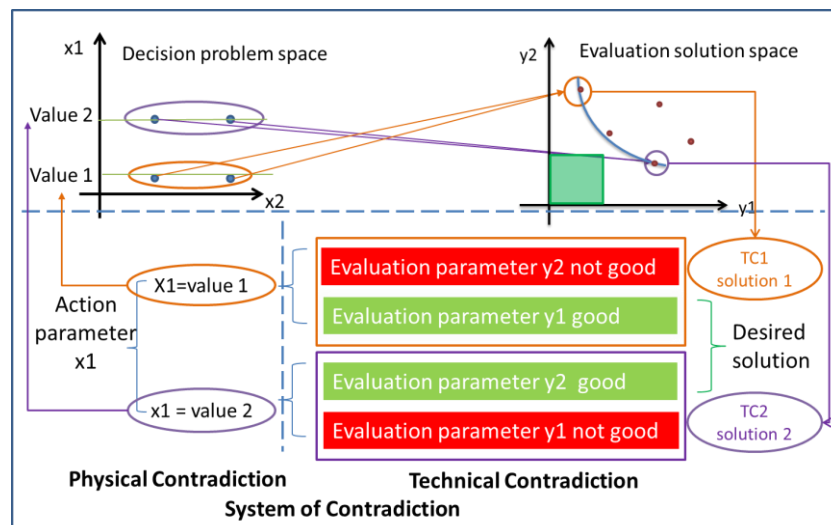 x1
Decision problem space
y2
Evaluation solution space
Value 2
Value 1
x2
y1
Evaluation parameter y2 not good
TC1
solution 1
X1=value 1
Evaluation parameter y1 good
Action
parameter
x1
Desired
solution
Evaluation parameter y2 good
x1 = value 2
TC2
solution 2
Evaluation parameter y1 not good
Physical Contradiction
Technical Contradiction
System of Contradiction